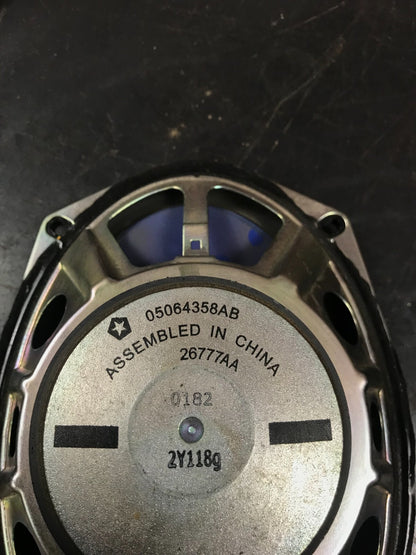 05064358AB
ASSEMBLED IN CHINA
26777AA
0182
2Y118g